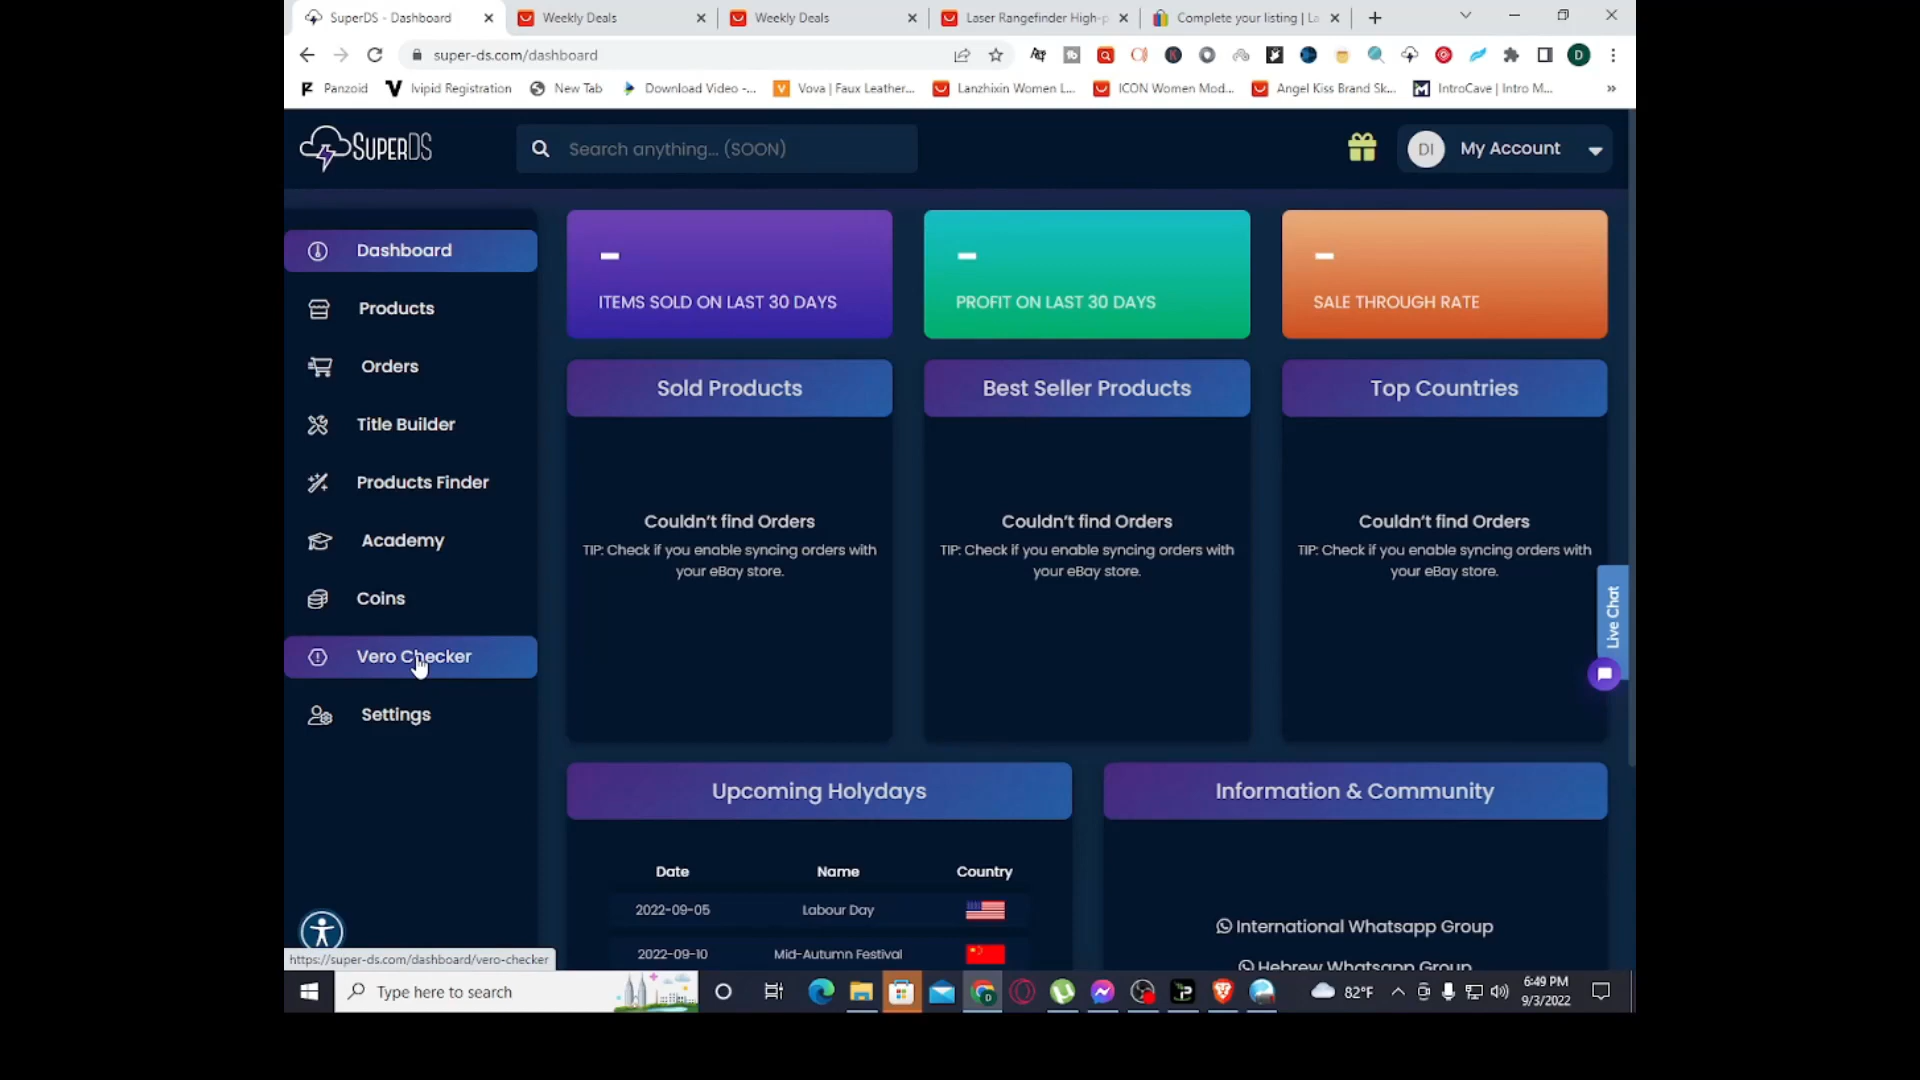 SuperDS - Dashboard
Weekly Deals
Weekly Deals
Laser Rangefinder High-p
Complete your listing | La
super-ds.com/dashboard
D
Panzoid
Ivipid Registration
New Tab
Download Video -...
Vova | Faux Leather...
Lanzhixin Women L...
ICON Women Mod...
Angel Kiss Brand Sk...
IntroCave | Intro M...
»
SUPERDS
Search anything... (SOON)
DI
My Account
Dashboard
Products
Orders
Title Builder
Products Finder
Academy
Coins
Vero Checker
Settings
-
ITEMS SOLD ON LAST 30 DAYS
-
PROFIT ON LAST 30 DAYS
-
SALE THROUGH RATE
Sold Products
Couldn't find Orders
TIP: Check if you enable syncing orders with
your eBay store.
Best Seller Products
Couldn't find Orders
TIP: Check if you enable syncing orders with
your eBay store.
Top Countries
Couldn't find Orders
TIP: Check if you enable syncing orders with
your eBay store.
Live Chat
Upcoming Holydays
Date Name Country
2022-09-05 Labour Day
2022-09-10 Mid-Autumn Festival
Information & Community
International Whatsapp Group
Hebrew Whatsapp Group
https://super-ds.com/dashboard/vero-checker
Type here to search
82°F
6:49 PM
9/3/2022